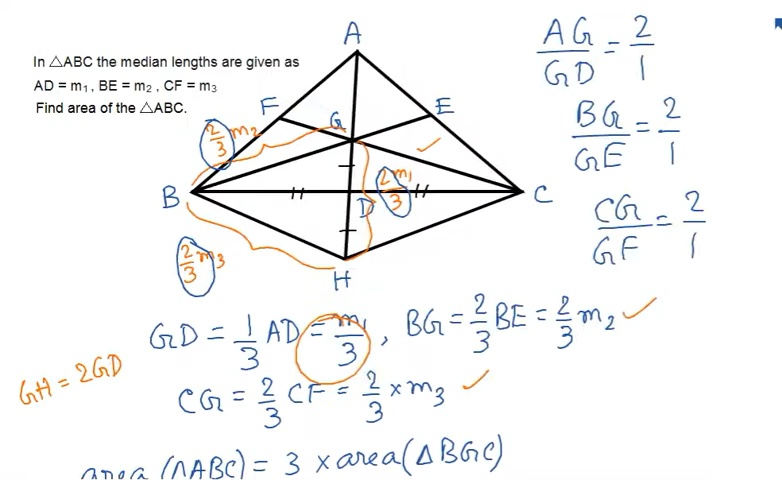 In △ABC the median lengths are given as
AD = m₁ , BE = m₂ , CF = m₃
Find area of the △ABC.
A
F
G
E
B
D
C
H
2/3 m₂
2m₁/3
2/3 m₃
AG/GD = 2/1
BG/GE = 2/1
CG/GF = 2/1
GD = 1/3 AD = m₁/3 , BG = 2/3 BE = 2/3 m₂ ✓
GH = 2GD
CG = 2/3 CF = 2/3 × m₃ ✓
area (△ABC) = 3 × area (△BGC)